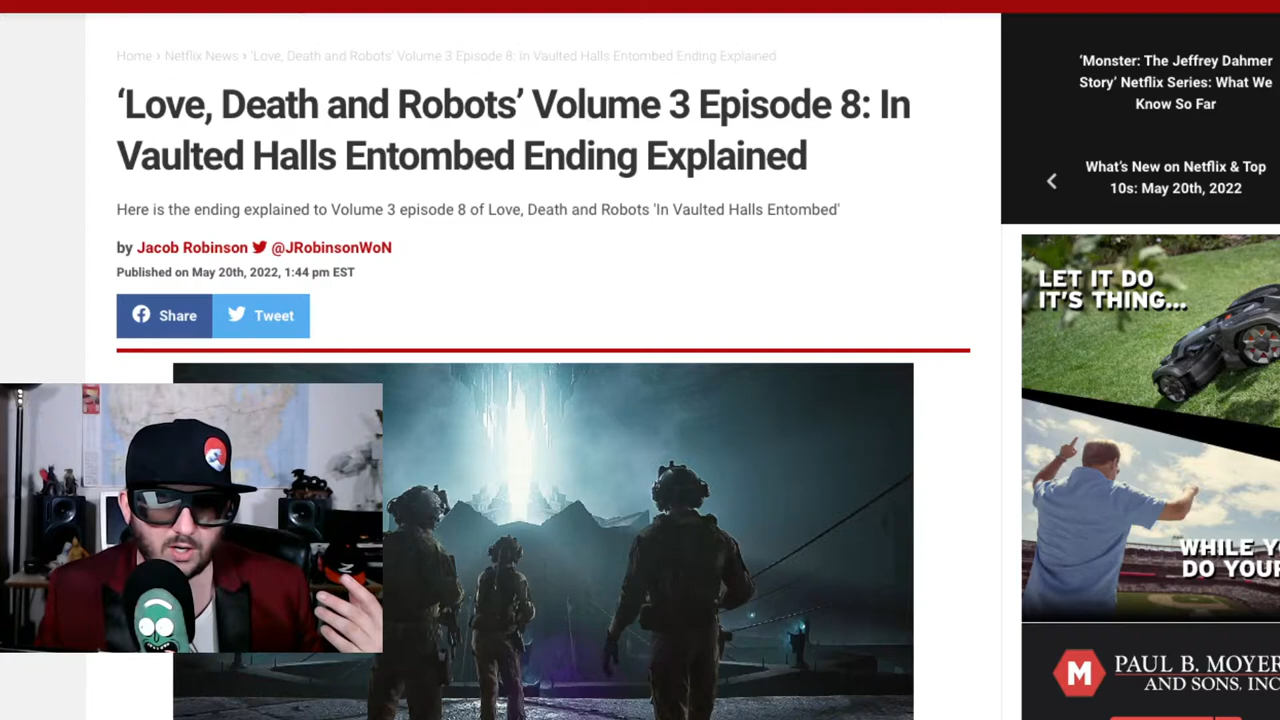 Home › Netflix News › 'Love, Death and Robots' Volume 3 Episode 8: In Vaulted Halls Entombed Ending Explained
‘Love, Death and Robots’ Volume 3 Episode 8: In
Vaulted Halls Entombed Ending Explained
Here is the ending explained to Volume 3 episode 8 of Love, Death and Robots 'In Vaulted Halls Entombed'
by Jacob Robinson @JRobinsonWoN
Published on May 20th, 2022, 1:44 pm EST
Share
Tweet
‘Monster: The Jeffrey Dahmer
Story’ Netflix Series: What We
Know So Far
What’s New on Netflix & Top
10s: May 20th, 2022
LET IT DO
IT'S THING...
WHILE Y
DO YOUR
M
PAUL B. MOYER
AND SONS, INC